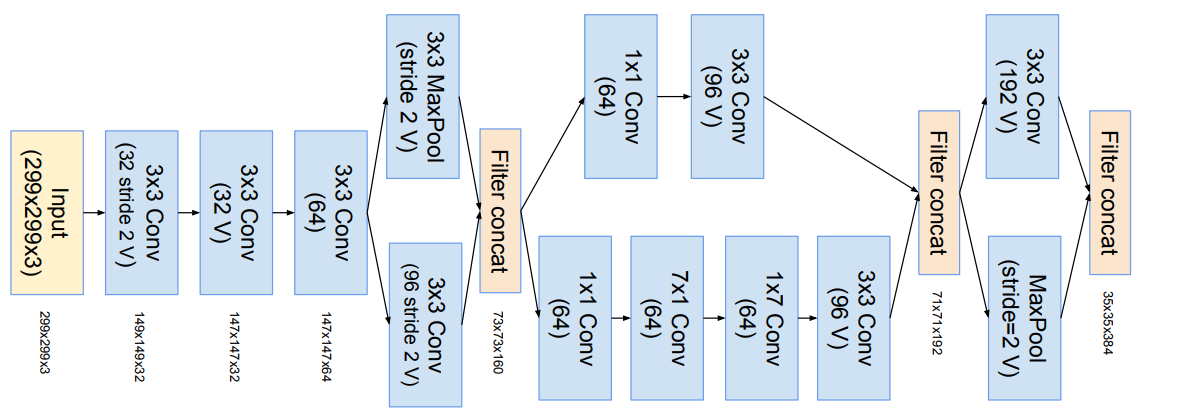 Input
(299x299x3)
299x299x3
3x3 Conv
(32 stride 2 V)
149x149x32
3x3 Conv
(32 V)
147x147x32
3x3 Conv
(64)
147x147x64
3x3 MaxPool
(stride 2 V)
3x3 Conv
(96 stride 2 V)
Filter concat
73x73x160
1x1 Conv
(64)
3x3 Conv
(96 V)
1x1 Conv
(64)
7x1 Conv
(64)
1x7 Conv
(64)
3x3 Conv
(96 V)
Filter concat
71x71x192
3x3 Conv
(192 V)
MaxPool
(stride=2 V)
Filter concat
35x35x384